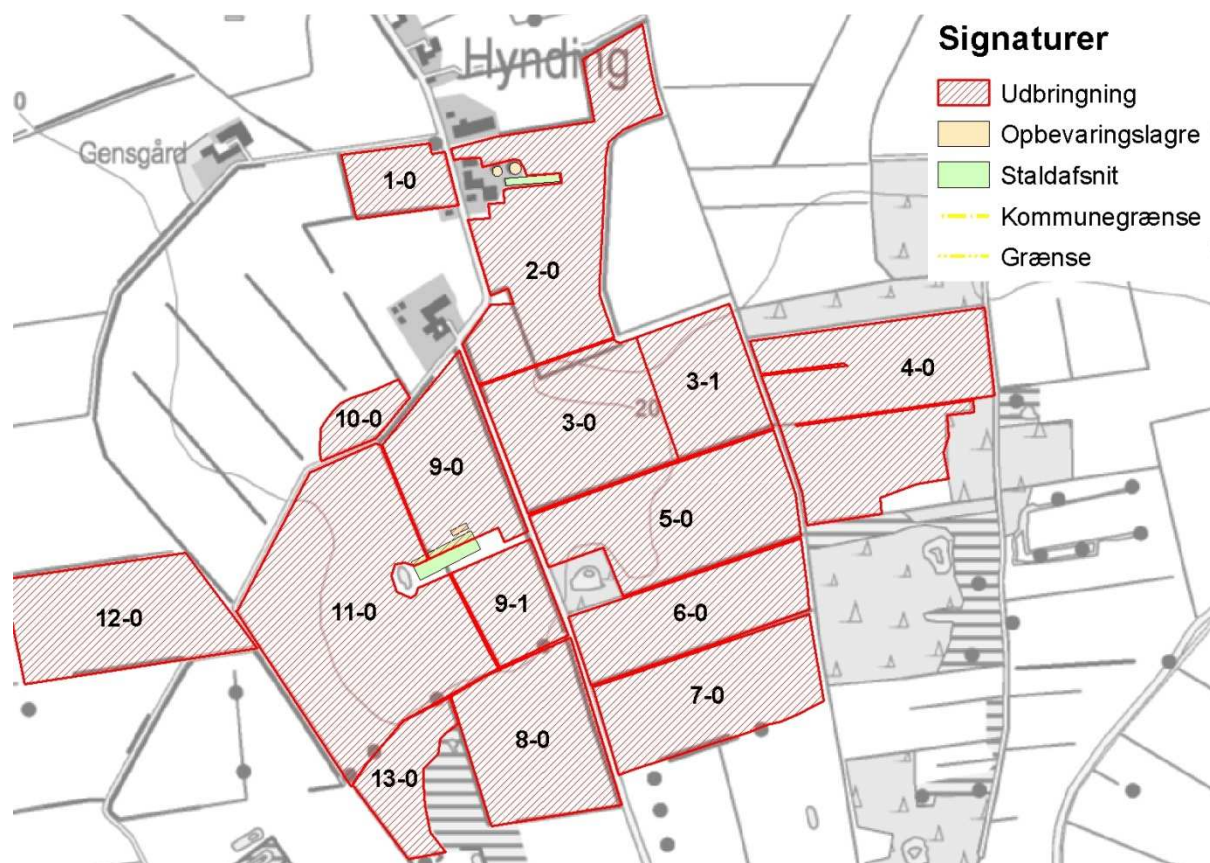 Signaturer
Udbringning
Opbevaringslagre
Staldafsnit
Kommunegrænse
Grænse
Hynding
0
Gensgård
1-0
2-0
3-1
4-0
20
10-0
3-0
9-0
5-0
12-0
11-0
9-1
6-0
7-0
8-0
13-0